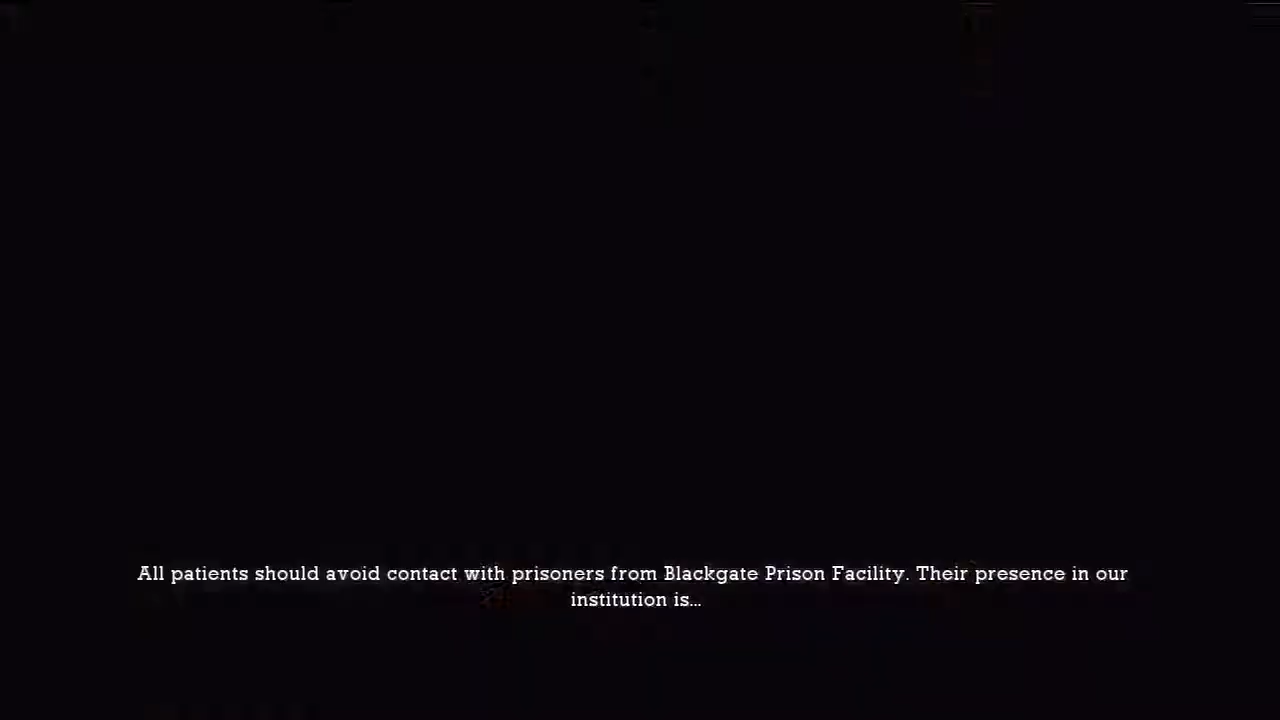 All patients should avoid contact with prisoners from Blackgate Prison Facility. Their presence in our
institution is...